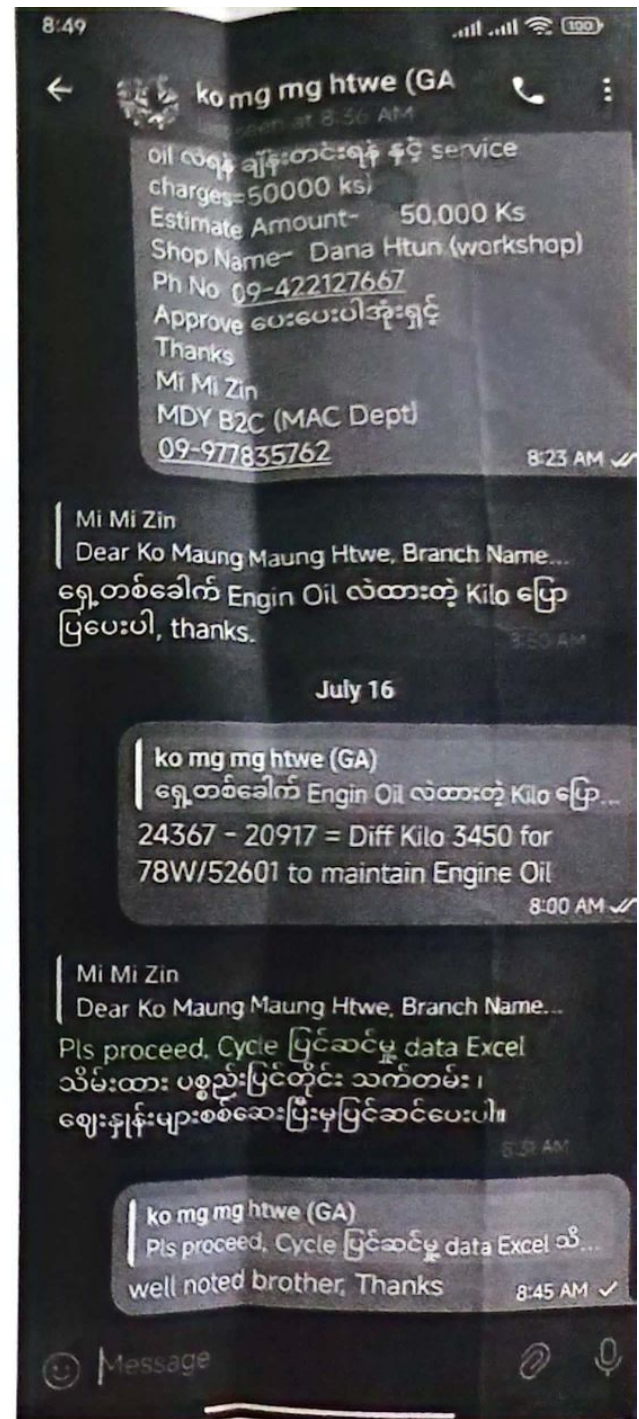 8:49
100
ko mg mg htwe (GA
seen at 8:36 AM
oil လဲရန် ချိန်းတင်းရန် နှင့် service
charges=50000 ks)
Estimate Amount- 50,000 Ks
Shop Name- Dana Htun (workshop)
Ph No 09-422127667
Approve ပေးပေးပါအုံးရှင့်
Thanks
Mi Mi Zin
MDY B2C (MAC Dept)
09-977835762
8:23 AM
Mi Mi Zin
Dear Ko Maung Maung Htwe, Branch Name...
ရှေ့တစ်ခေါက် Engin Oil လဲထားတဲ့ Kilo ပြော
ပြပေးပါ, thanks.
July 16
ko mg mg htwe (GA)
ရှေ့တစ်ခေါက် Engin Oil လဲထားတဲ့ Kilo ပြော...
24367 - 20917 = Diff Kilo 3450 for
78W/52601 to maintain Engine Oil
8:00 AM
Mi Mi Zin
Dear Ko Maung Maung Htwe, Branch Name...
Pls proceed, Cycle ပြင်ဆင်မှု data Excel
သိမ်းထား ပစ္စည်းပြင်တိုင်း သက်တမ်း ၊
ဈေးနှုန်းများစစ်ဆေးပြီးမှပြင်ဆင်ပေးပါ။
ko mg mg htwe (GA)
Pls proceed, Cycle ပြင်ဆင်မှု data Excel သိ...
well noted brother, Thanks
8:45 AM
Message